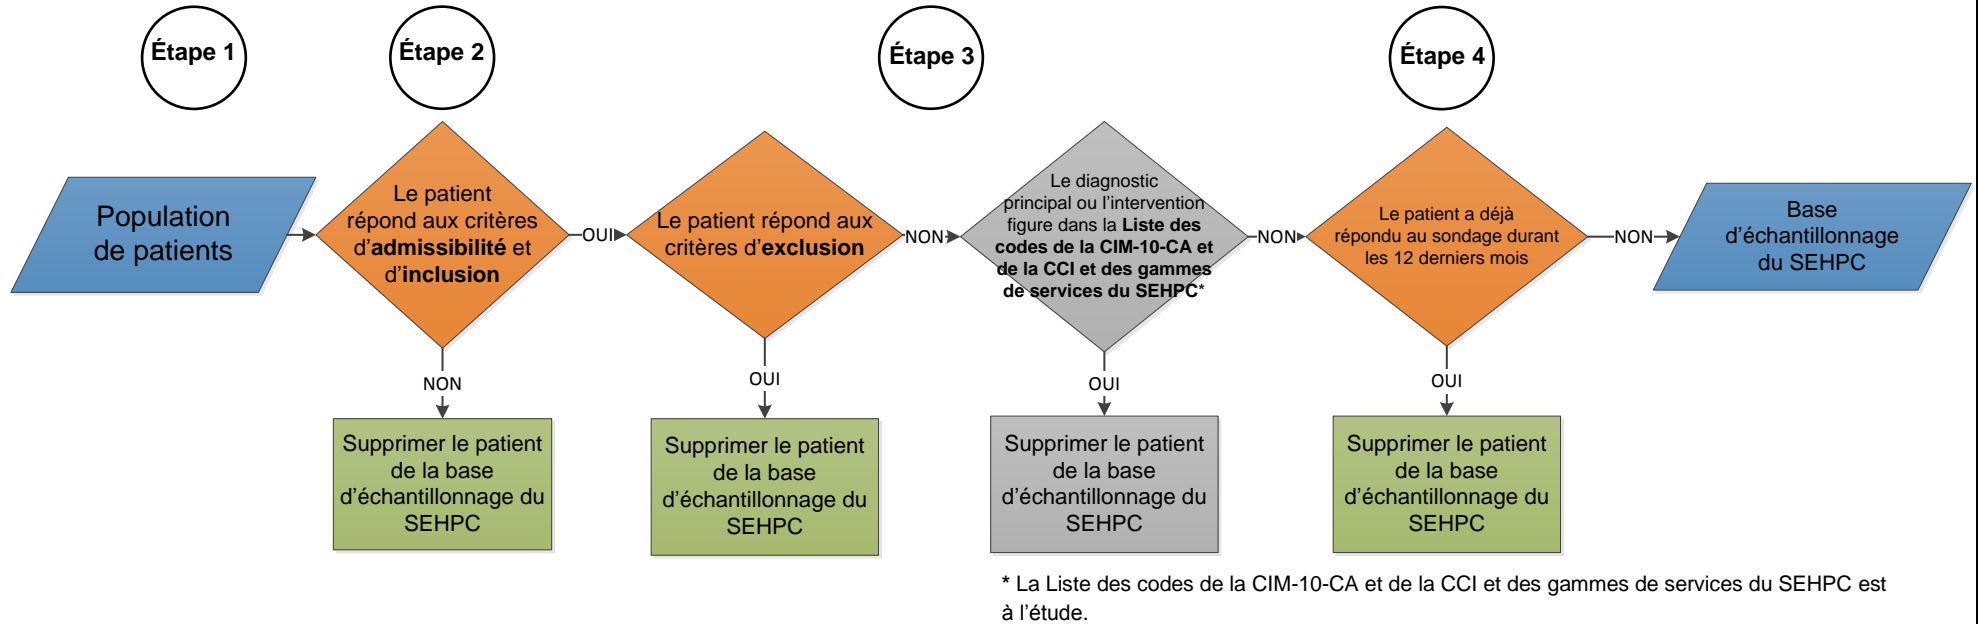 Étape 1
Étape 2
Étape 3
Étape 4
Population
de patients
Le patient
répond aux critères
d’admissibilité et
d’inclusion
OUI
Le patient répond aux
critères d’exclusion
NON
Le diagnostic
principal ou l’intervention
figure dans la Liste des
codes de la CIM-10-CA et
de la CCI et des gammes
de services du SEHPC*
NON
Le patient a déjà
répondu au sondage durant
les 12 derniers mois
NON
Base
d’échantillonnage
du SEHPC
NON
OUI
OUI
OUI
Supprimer le patient
de la base
d’échantillonnage du
SEHPC
Supprimer le patient
de la base
d’échantillonnage du
SEHPC
Supprimer le patient
de la base
d’échantillonnage du
SEHPC
Supprimer le patient
de la base
d’échantillonnage du
SEHPC
* La Liste des codes de la CIM-10-CA et de la CCI et des gammes de services du SEHPC est
à l’étude.